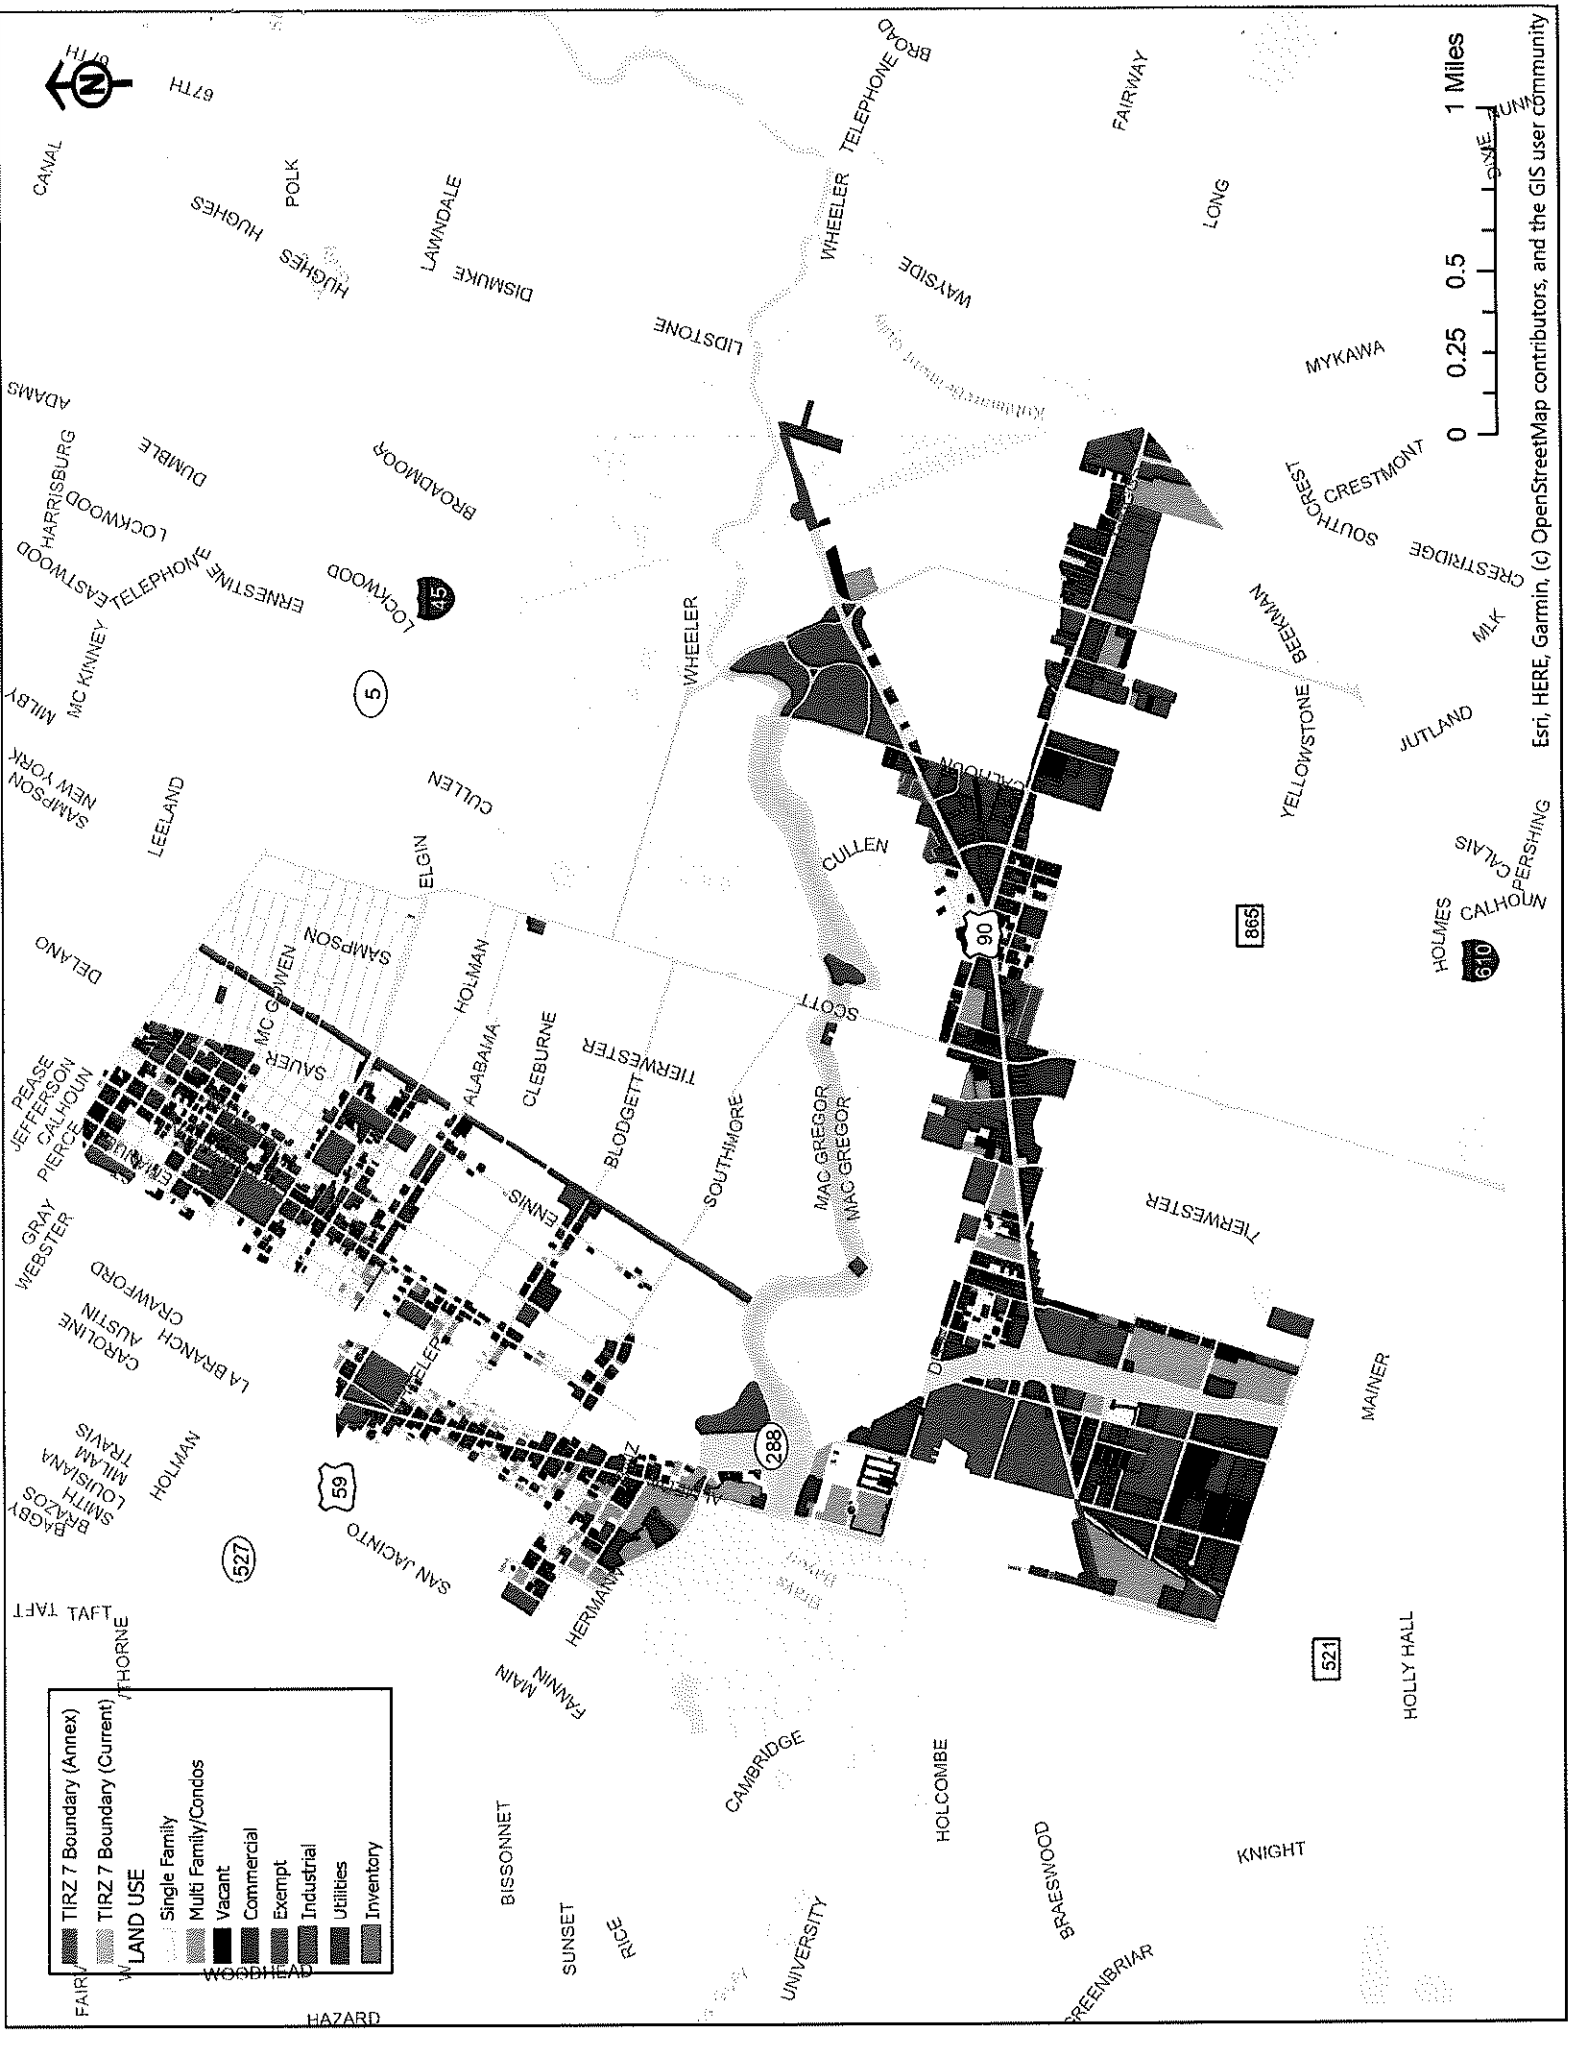 TIRZ 7 Boundary (Annex)
TIRZ 7 Boundary (Current)
LAND USE
Single Family
Multi Family/Condos
Vacant
Commercial
Exempt
Industrial
Utilities
Inventory
N
67TH
67TH
CANAL
POLK
HUGHES
HUGHES
LAWNDALE
DISMUKE
LIDSTONE
ADAMS
HARRISBURG
DUMBLE
LOCKWOOD
BROADMOOR
EASTWOOD
TELEPHONE
ERNESTINE
LOCKWOOD
45
MILBY
MC KINNEY
5
NEW YORK
SAMPSON
LEELAND
CULLEN
ELGIN
WHEELER
WHEELER
TELEPHONE
BROAD
FAIRWAY
LONG
WAYSIDE
MYKAWA
DELANO
SAMPSON
MC GOWEN
SAUER
HOLMAN
ALABAMA
CLEBURNE
TIERWESTER
BLODGETT
SOUTHMORE
ENNIS
PEASE
JEFFERSON
CALHOUN
PIERCE
GRAY
WEBSTER
CRAWFORD
LA BRANCH
AUSTIN
CAROLINE
TRAVIS
MILAM
LOUISIANA
SMITH
BRAZOS
BAGBY
HOLMAN
59
527
SAN JACINTO
TAFT
TAFT
THORNE
FAIRV
W
WOODHEAD
HAZARD
HERMANN
MAIN
FANNIN
BISSONNET
SUNSET
RICE
UNIVERSITY
CAMBRIDGE
HOLCOMBE
BRAESWOOD
GREENBRIAR
KNIGHT
HOLLY HALL
521
MAINER
288
MAC GREGOR
MAC GREGOR
SCOTT
CULLEN
CALHOUN
90
TIERWESTER
865
HOLMES
610
CALHOUN
PERSHING
CALAIS
YELLOWSTONE
BEEKMAN
JUTLAND
MLK
CRESTRIDGE
SOUTHCREST
CRESTMONT
DIXIE
0 0.25 0.5 1 Miles
Esri, HERE, Garmin, (c) OpenStreetMap contributors, and the GIS user community